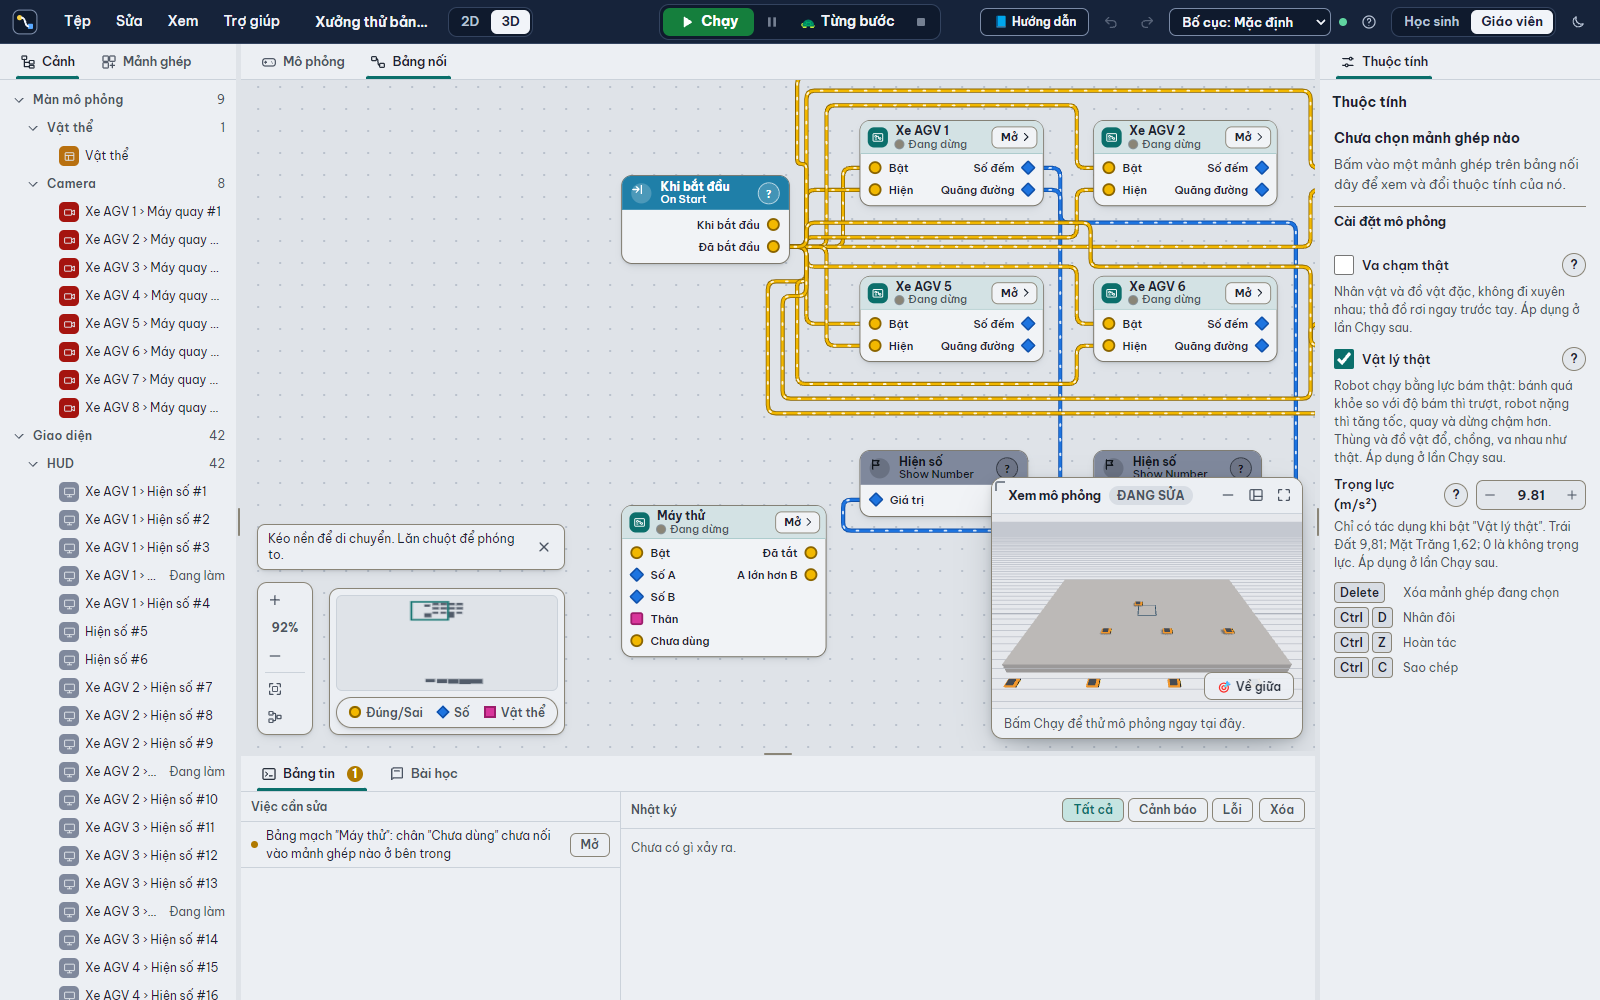 Tệp Sửa Xem Trợ giúp Xưởng thử bản... 2D 3D Chạy Từng bước Hướng dẫn Bố cục: Mặc định Học sinh Giáo viên
Cảnh Mảnh ghép
Màn mô phỏng 9
Vật thể 1
Vật thể
Camera 8
Xe AGV 1 › Máy quay #1
Xe AGV 2 › Máy quay ...
Xe AGV 3 › Máy quay ...
Xe AGV 4 › Máy quay ...
Xe AGV 5 › Máy quay ...
Xe AGV 6 › Máy quay ...
Xe AGV 7 › Máy quay ...
Xe AGV 8 › Máy quay ...
Giao diện 42
HUD 42
Xe AGV 1 › Hiện số #1
Xe AGV 1 › Hiện số #2
Xe AGV 1 › Hiện số #3
Xe AGV 1 › ... Đang làm
Xe AGV 1 › Hiện số #4
Hiện số #5
Hiện số #6
Xe AGV 2 › Hiện số #7
Xe AGV 2 › Hiện số #8
Xe AGV 2 › Hiện số #9
Xe AGV 2 ›... Đang làm
Xe AGV 2 › Hiện số #10
Xe AGV 3 › Hiện số #11
Xe AGV 3 › Hiện số #12
Xe AGV 3 › Hiện số #13
Xe AGV 3 ›... Đang làm
Xe AGV 3 › Hiện số #14
Xe AGV 4 › Hiện số #15
Xe AGV 4 › Hiện số #16
Mô phỏng Bảng nối
Khi bắt đầu ?
On Start
Khi bắt đầu
Đã bắt đầu
Xe AGV 1 Mở
Đang dừng
Bật Số đếm
Hiện Quãng đường
Xe AGV 2 Mở
Đang dừng
Bật Số đếm
Hiện Quãng đường
Xe AGV 5 Mở
Đang dừng
Bật Số đếm
Hiện Quãng đường
Xe AGV 6 Mở
Đang dừng
Bật Số đếm
Hiện Quãng đường
Hiện số ?
Show Number
Giá trị
Hiện số ?
Show Number
Máy thử Mở
Đang dừng
Bật Đã tắt
Số A A lớn hơn B
Số B
Thân
Chưa dùng
Kéo nền để di chuyển. Lăn chuột để phóng
to.
92%
Đúng/Sai Số Vật thể
Xem mô phỏng ĐANG SỬA
Về giữa
Bấm Chạy để thử mô phỏng ngay tại đây.
Bảng tin 1 Bài học
Việc cần sửa
Bảng mạch "Máy thử": chân "Chưa dùng" chưa nối
vào mảnh ghép nào ở bên trong
Mở
Nhật ký Tất cả Cảnh báo Lỗi Xóa
Chưa có gì xảy ra.
Thuộc tính
Thuộc tính
Chưa chọn mảnh ghép nào
Bấm vào một mảnh ghép trên bảng nối
dây để xem và đổi thuộc tính của nó.
Cài đặt mô phỏng
Va chạm thật ?
Nhân vật và đồ vật đặc, không đi xuyên
nhau; thả đồ rơi ngay trước tay. Áp dụng ở
lần Chạy sau.
Vật lý thật ?
Robot chạy bằng lực bám thật: bánh quá
khỏe so với độ bám thì trượt, robot nặng
thì tăng tốc, quay và dừng chậm hơn.
Thùng và đồ vật đổ, chồng, va nhau như
thật. Áp dụng ở lần Chạy sau.
Trọng lực
(m/s²) ? 9.81
Chỉ có tác dụng khi bật "Vật lý thật". Trái
Đất 9,81; Mặt Trăng 1,62; 0 là không trọng
lực. Áp dụng ở lần Chạy sau.
Delete Xóa mảnh ghép đang chọn
Ctrl D Nhân đôi
Ctrl Z Hoàn tác
Ctrl C Sao chép